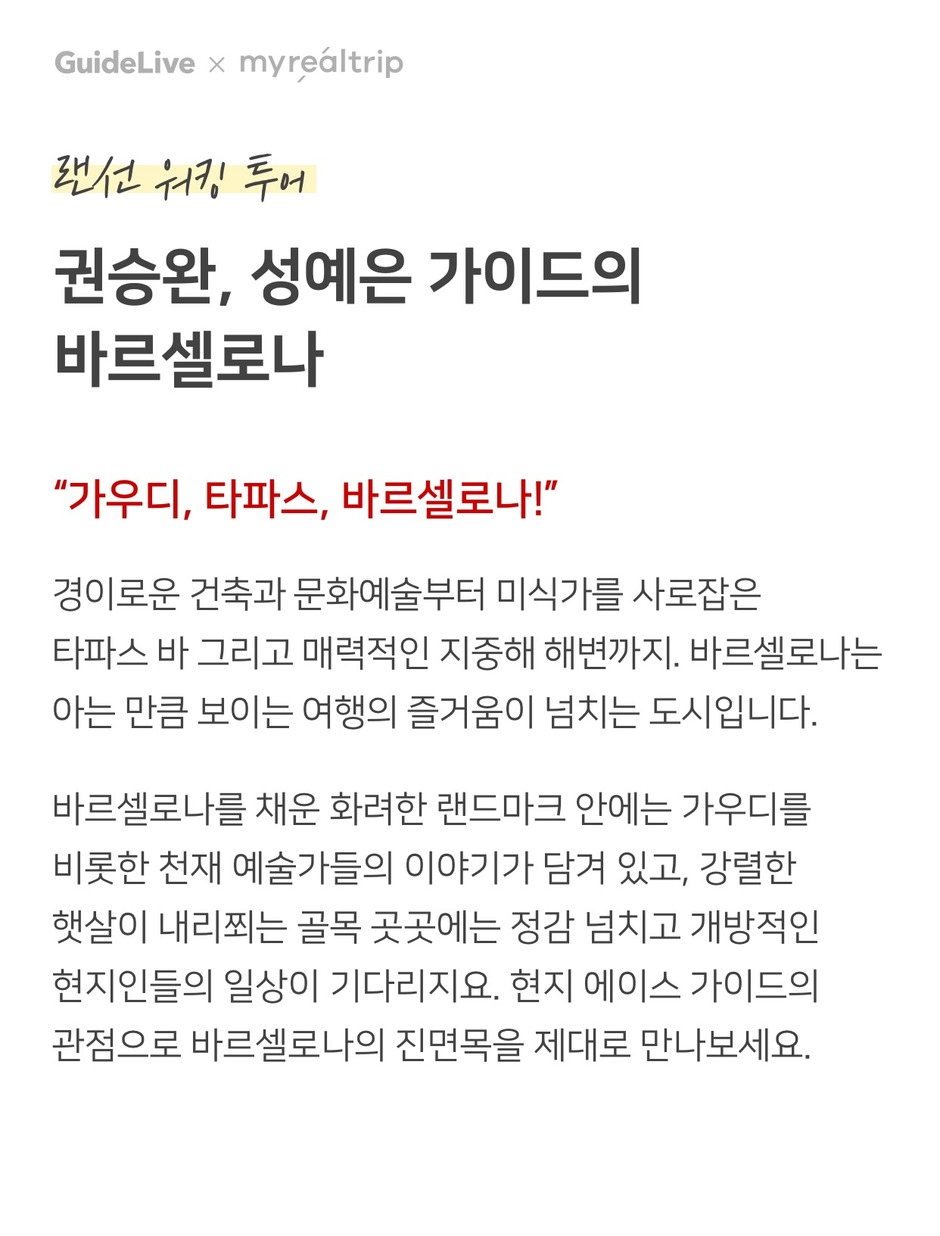 GuideLive × myréaltrip
랜선 워킹 투어
권승완, 성예은 가이드의
바르셀로나
“가우디, 타파스, 바르셀로나!”
경이로운 건축과 문화예술부터 미식가를 사로잡은
타파스 바 그리고 매력적인 지중해 해변까지. 바르셀로나는
아는 만큼 보이는 여행의 즐거움이 넘치는 도시입니다.
바르셀로나를 채운 화려한 랜드마크 안에는 가우디를
비롯한 천재 예술가들의 이야기가 담겨 있고, 강렬한
햇살이 내리쬐는 골목 곳곳에는 정감 넘치고 개방적인
현지인들의 일상이 기다리지요. 현지 에이스 가이드의
관점으로 바르셀로나의 진면목을 제대로 만나보세요.